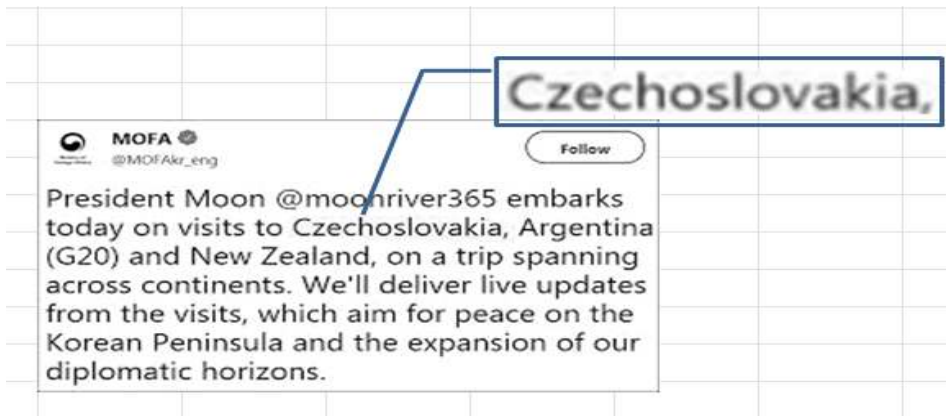 Czechoslovakia,
MOFA
@MOFAkr_eng
Follow
President Moon @moonriver365 embarks
today on visits to Czechoslovakia, Argentina
(G20) and New Zealand, on a trip spanning
across continents. We'll deliver live updates
from the visits, which aim for peace on the
Korean Peninsula and the expansion of our
diplomatic horizons.